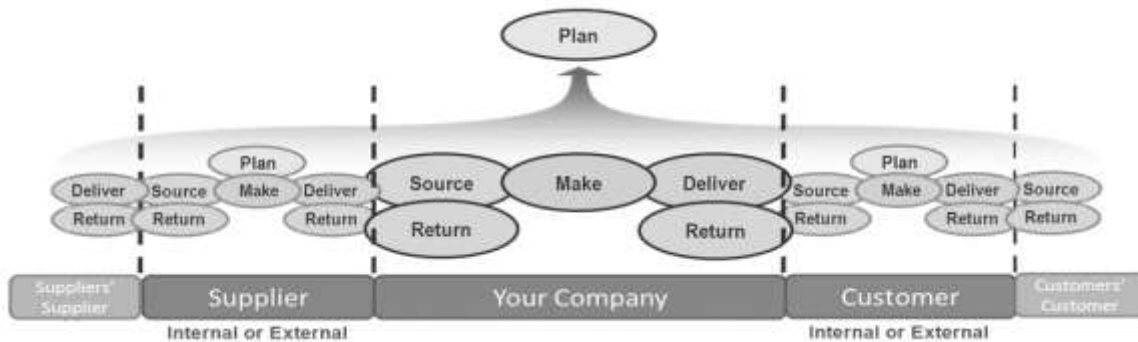 Plan
Plan
Plan
Deliver Source Make Deliver Source Make Deliver Source Make Deliver Source
Return Return Return Return Return Return Return Return
Suppliers' Supplier Your Company Customer Customers'
Supplier Customer
Internal or External Internal or External